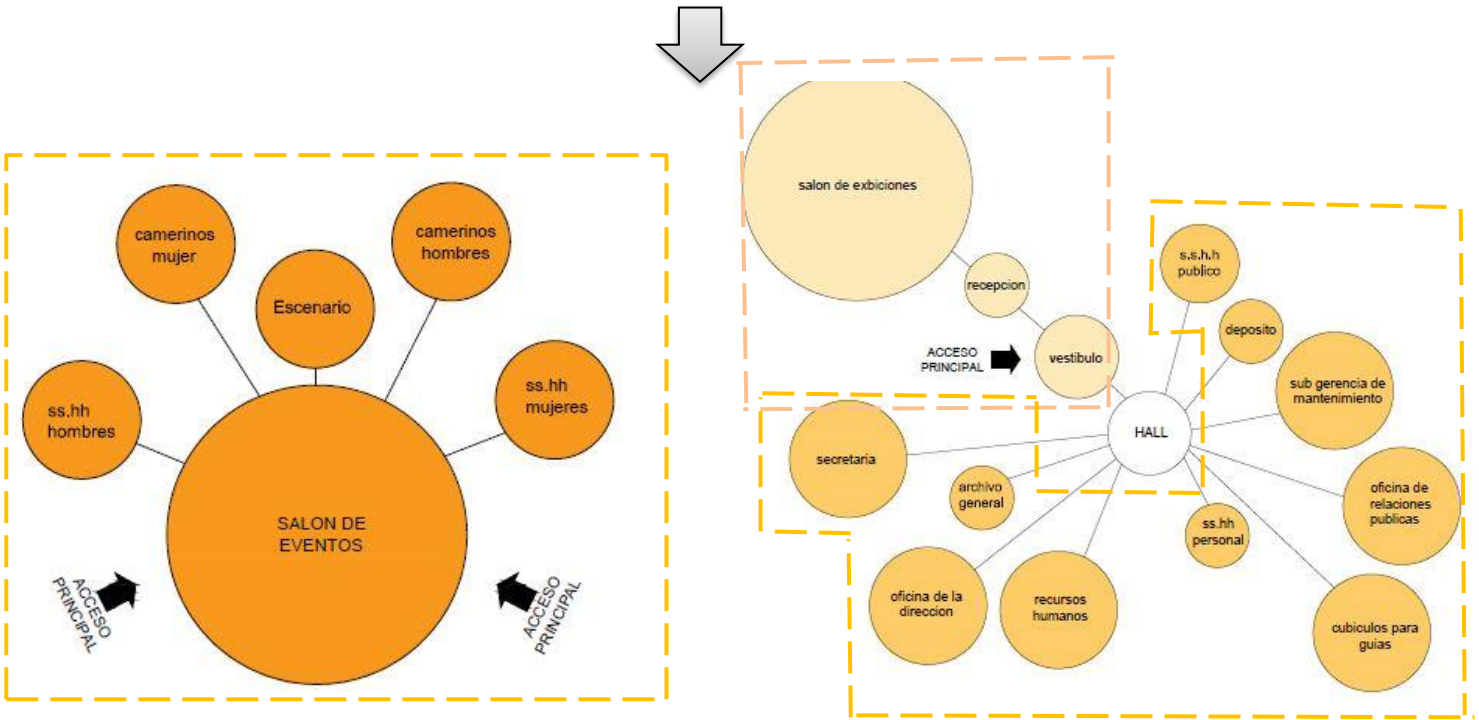 camerinos
mujer
camerinos
hombres
Escenario
ss.hh
hombres
ss.hh
mujeres
SALON DE
EVENTOS
ACCESO
PRINCIPAL
ACCESO
PRINCIPAL
salon de exbiciones
recepcion
ACCESO
PRINCIPAL
vestibulo
HALL
s.s.h.h
publico
deposito
sub gerencia de
mantenimiento
secretaria
archivo
general
oficina de
relaciones
publicas
ss.hh
personal
oficina de la
direccion
recursos
humanos
cubiculos para
guias